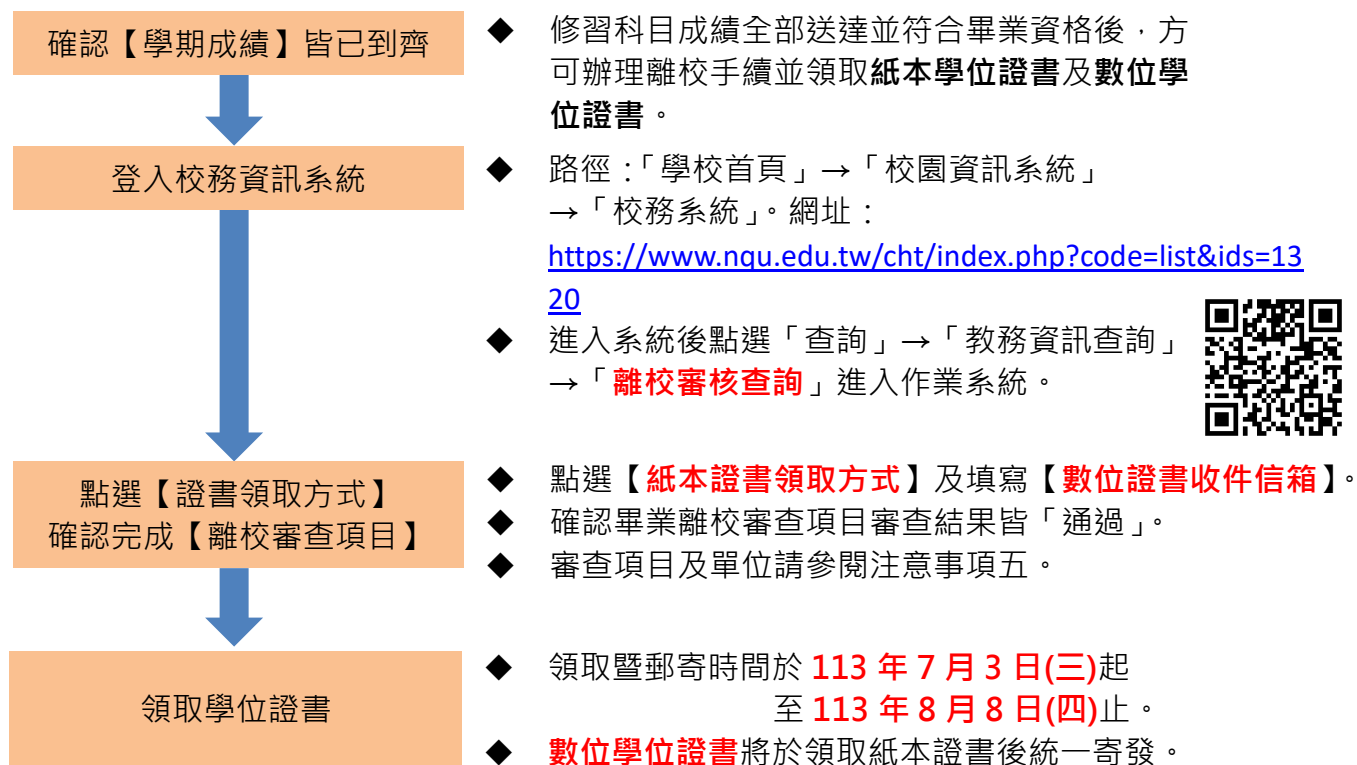 確認【學期成績】皆已到齊
◆ 修習科目成績全部送達並符合畢業資格後，方
可辦理離校手續並領取紙本學位證書及數位學
位證書。
登入校務資訊系統
◆ 路徑：「學校首頁」→「校園資訊系統」
→「校務系統」。網址：
https://www.nqu.edu.tw/cht/index.php?code=list&ids=13
20
◆ 進入系統後點選「查詢」→「教務資訊查詢」
→「離校審核查詢」進入作業系統。
點選【證書領取方式】
確認完成【離校審查項目】
◆ 點選【紙本證書領取方式】及填寫【數位證書收件信箱】。
◆ 確認畢業離校審查項目審查結果皆「通過」。
◆ 審查項目及單位請參閱注意事項五。
領取學位證書
◆ 領取暨郵寄時間於 113 年 7 月 3 日(三)起
至 113 年 8 月 8 日(四)止。
◆ 數位學位證書將於領取紙本證書後統一寄發。